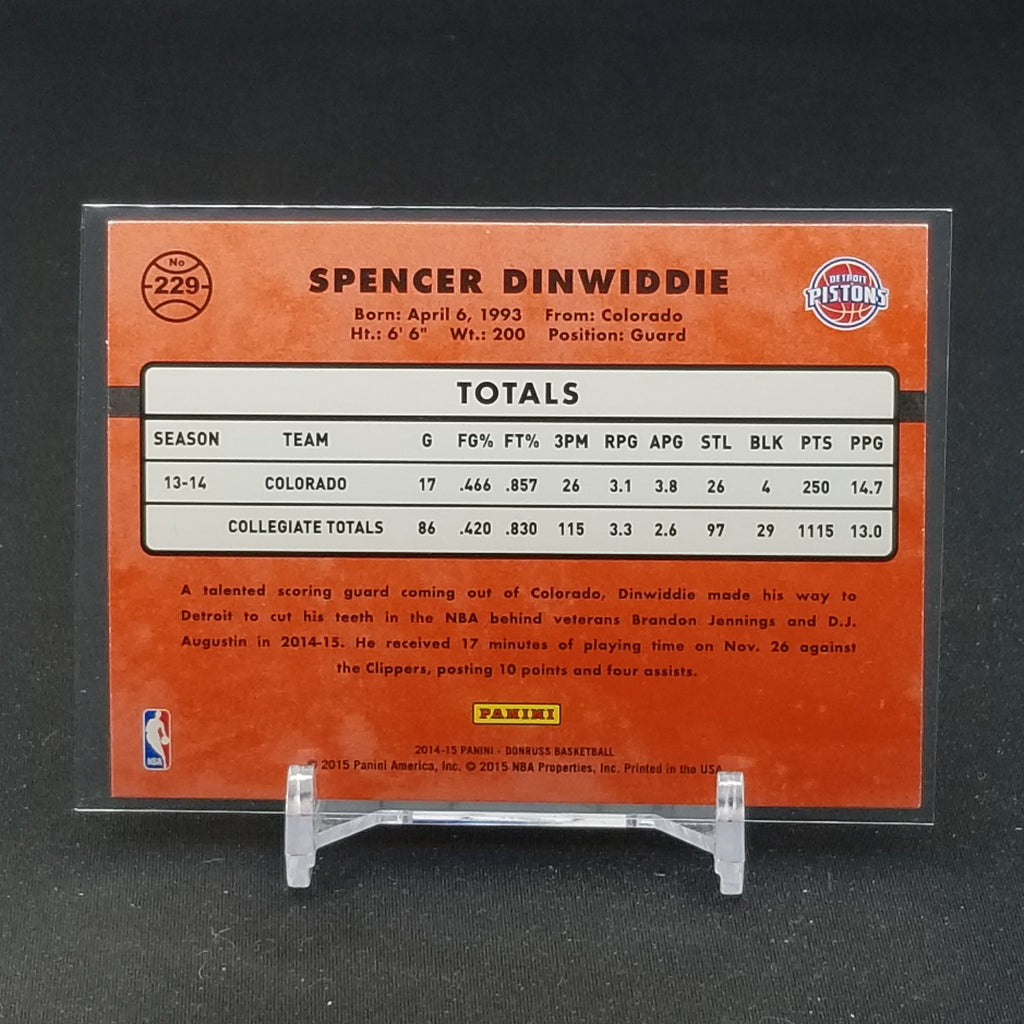 No
229
SPENCER DINWIDDIE
DETROIT
PISTONS
Born: April 6, 1993 From: Colorado
Ht.: 6' 6" Wt.: 200 Position: Guard
TOTALS
SEASON TEAM G FG% FT% 3PM RPG APG STL BLK PTS PPG
13-14 COLORADO 17 .466 .857 26 3.1 3.8 26 4 250 14.7
COLLEGIATE TOTALS 86 .420 .830 115 3.3 2.6 97 29 1115 13.0
A talented scoring guard coming out of Colorado, Dinwiddie made his way to
Detroit to cut his teeth in the NBA behind veterans Brandon Jennings and D.J.
Augustin in 2014-15. He received 17 minutes of playing time on Nov. 26 against
the Clippers, posting 10 points and four assists.
PANINI
NBA
2014-15 PANINI - DONRUSS BASKETBALL
© 2015 Panini America, Inc. © 2015 NBA Properties, Inc. Printed in the USA